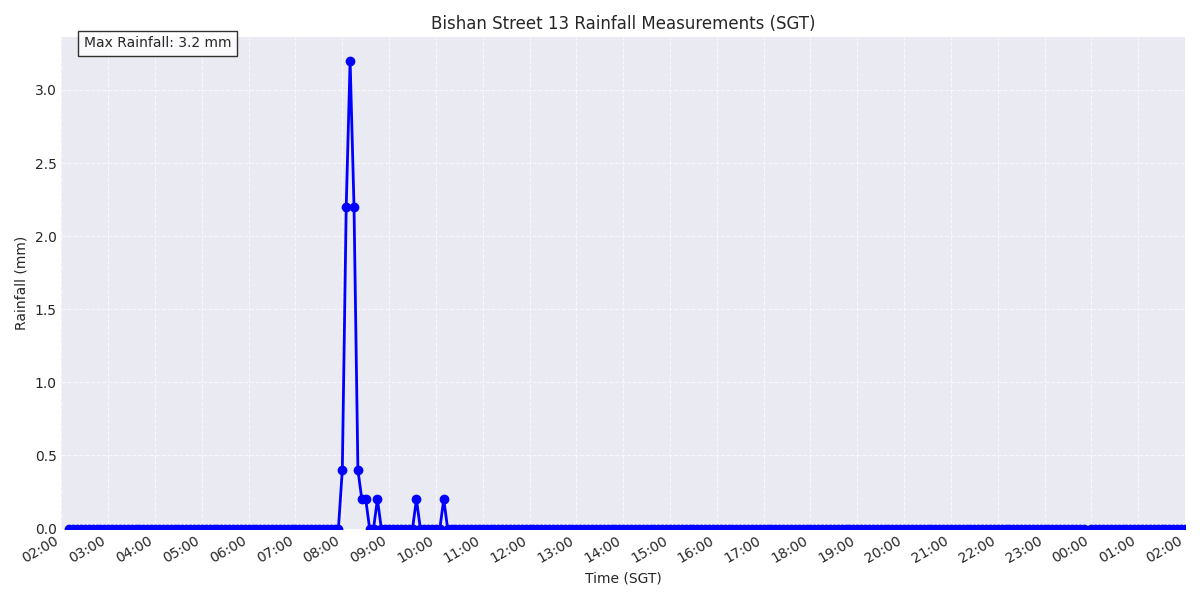 Bishan Street 13 Rainfall Measurements (SGT)
Max Rainfall: 3.2 mm
3.0
2.5
2.0
1.5
1.0
0.5
0.0
Rainfall (mm)
02:00 03:00 04:00 05:00 06:00 07:00 08:00 09:00 10:00 11:00 12:00 13:00 14:00 15:00 16:00 17:00 18:00 19:00 20:00 21:00 22:00 23:00 00:00 01:00 02:00
Time (SGT)